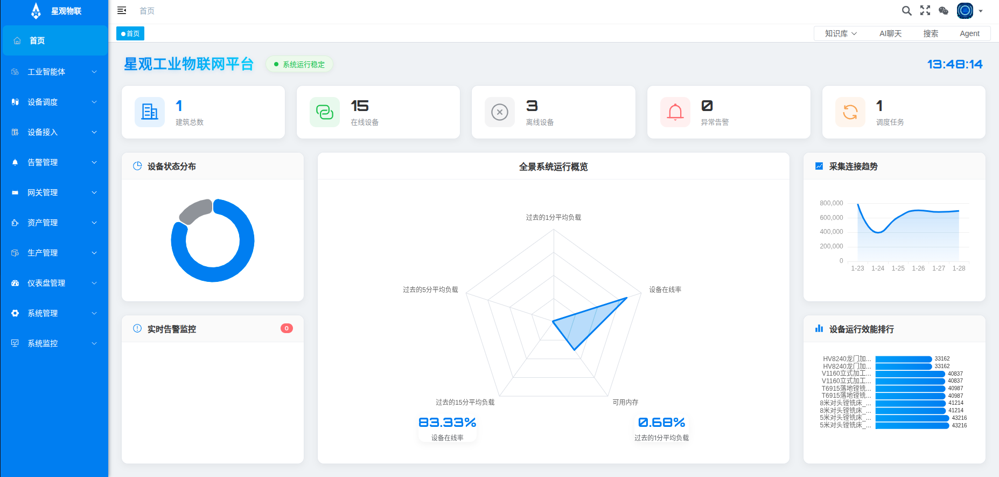 星观物联
首页
工业智能体
设备调度
设备接入
告警管理
网关管理
资产管理
生产管理
仪表盘管理
系统管理
系统监控
首页
首页
知识库 AI聊天 搜索 Agent
星观工业物联网平台
系统运行稳定
13:48:14
1
建筑总数
15
在线设备
3
离线设备
0
异常告警
1
调度任务
设备状态分布
实时告警监控
0
全景系统运行概览
过去的1分平均负载
过去的5分平均负载
设备在线率
过去的15分平均负载
可用内存
83.33%
设备在线率
0.68%
过去的1分平均负载
采集连接趋势
800,000
600,000
400,000
200,000
0
1-23 1-24 1-25 1-26 1-27 1-28
设备运行效能排行
HV8240龙门加... 33162
HV8240龙门加... 33162
V1160立式加工... 40837
V1160立式加工... 40837
T6915落地镗铣... 40987
T6915落地镗铣... 40987
8米对头镗铣床_... 41214
8米对头镗铣床_... 41214
5米对头镗铣床_... 43216
5米对头镗铣床_... 43216